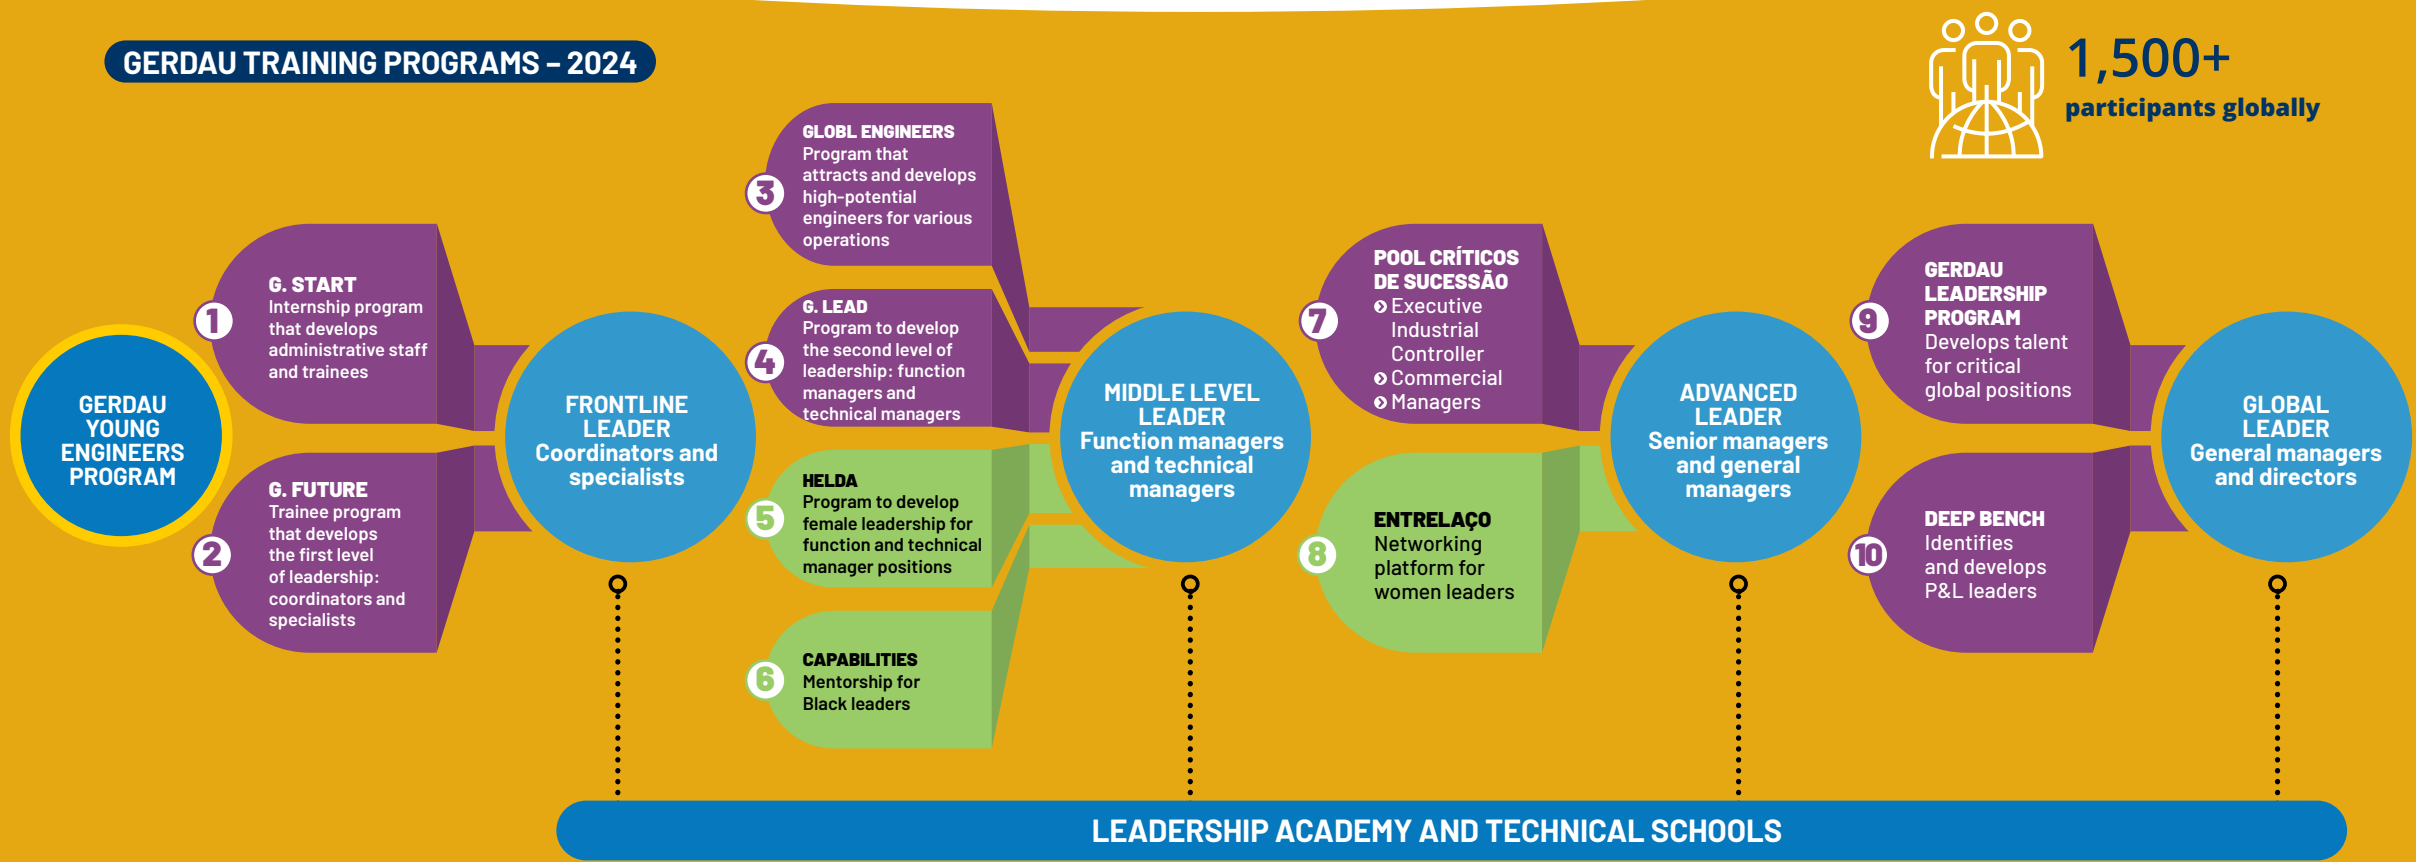 GERDAU TRAINING PROGRAMS – 2024
1,500+
participants globally
GERDAU
YOUNG
ENGINEERS
PROGRAM
1
G. START
Internship program
that develops
administrative staff
and trainees
2
G. FUTURE
Trainee program
that develops
the first level
of leadership:
coordinators and
specialists
FRONTLINE
LEADER
Coordinators and
specialists
3
GLOBL ENGINEERS
Program that
attracts and develops
high-potential
engineers for various
operations
4
G. LEAD
Program to develop
the second level of
leadership: function
managers and
technical managers
5
HELDA
Program to develop
female leadership for
function and technical
manager positions
6
CAPABILITIES
Mentorship for
Black leaders
MIDDLE LEVEL
LEADER
Function managers
and technical
managers
7
POOL CRÍTICOS
DE SUCESSÃO
Executive
Industrial
Controller
Commercial
Managers
8
ENTRELAÇO
Networking
platform for
women leaders
ADVANCED
LEADER
Senior managers
and general
managers
9
GERDAU
LEADERSHIP
PROGRAM
Develops talent
for critical
global positions
10
DEEP BENCH
Identifies
and develops
P&L leaders
GLOBAL
LEADER
General managers
and directors
LEADERSHIP ACADEMY AND TECHNICAL SCHOOLS